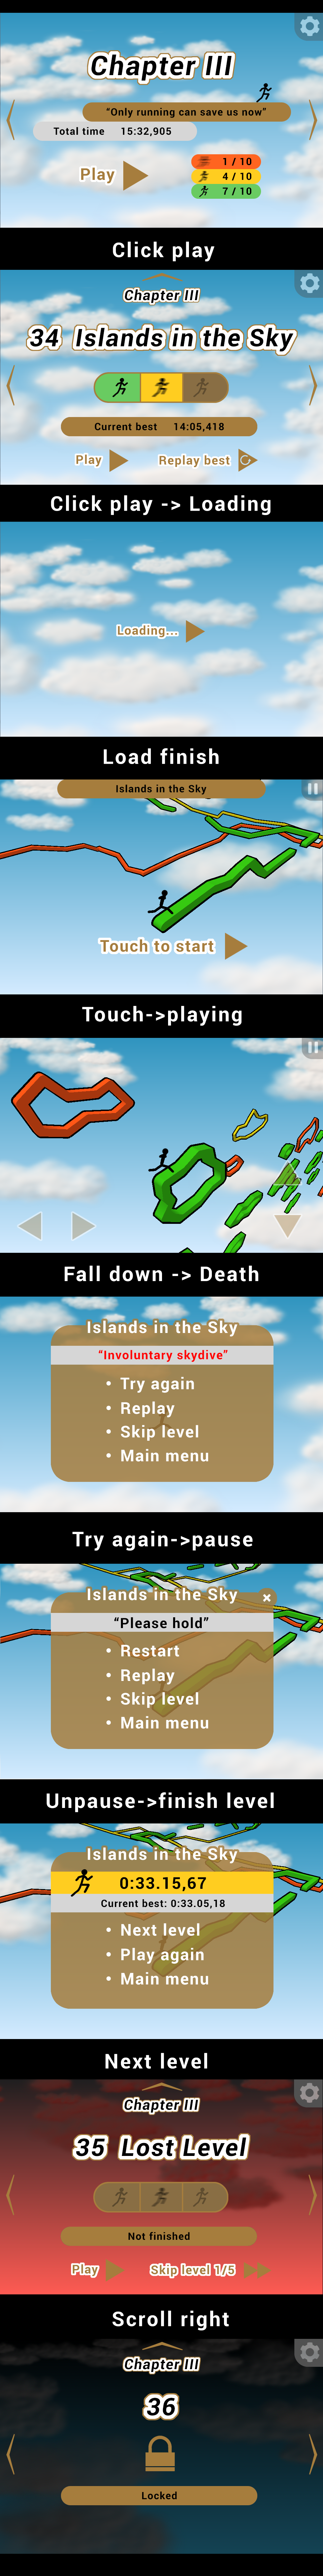 Chapter III
"Only running can save us now"
Total time 15:32,905
Play
1 / 10
4 / 10
7 / 10
Click play
Chapter III
34 Islands in the Sky
Current best 14:05,418
Play Replay best
Click play -> Loading
Loading...
Load finish
Islands in the Sky
Touch to start
Touch->playing
Fall down -> Death
Islands in the Sky
"Involuntary skydive"
• Try again
• Replay
• Skip level
• Main menu
Try again->pause
Islands in the Sky
"Please hold"
• Restart
• Replay
• Skip level
• Main menu
Unpause->finish level
Islands in the Sky
0:33.15,67
Current best: 0:33.05,18
• Next level
• Play again
• Main menu
Next level
Chapter III
35 Lost Level
Not finished
Play Skip level 1/5
Scroll right
Chapter III
36
Locked